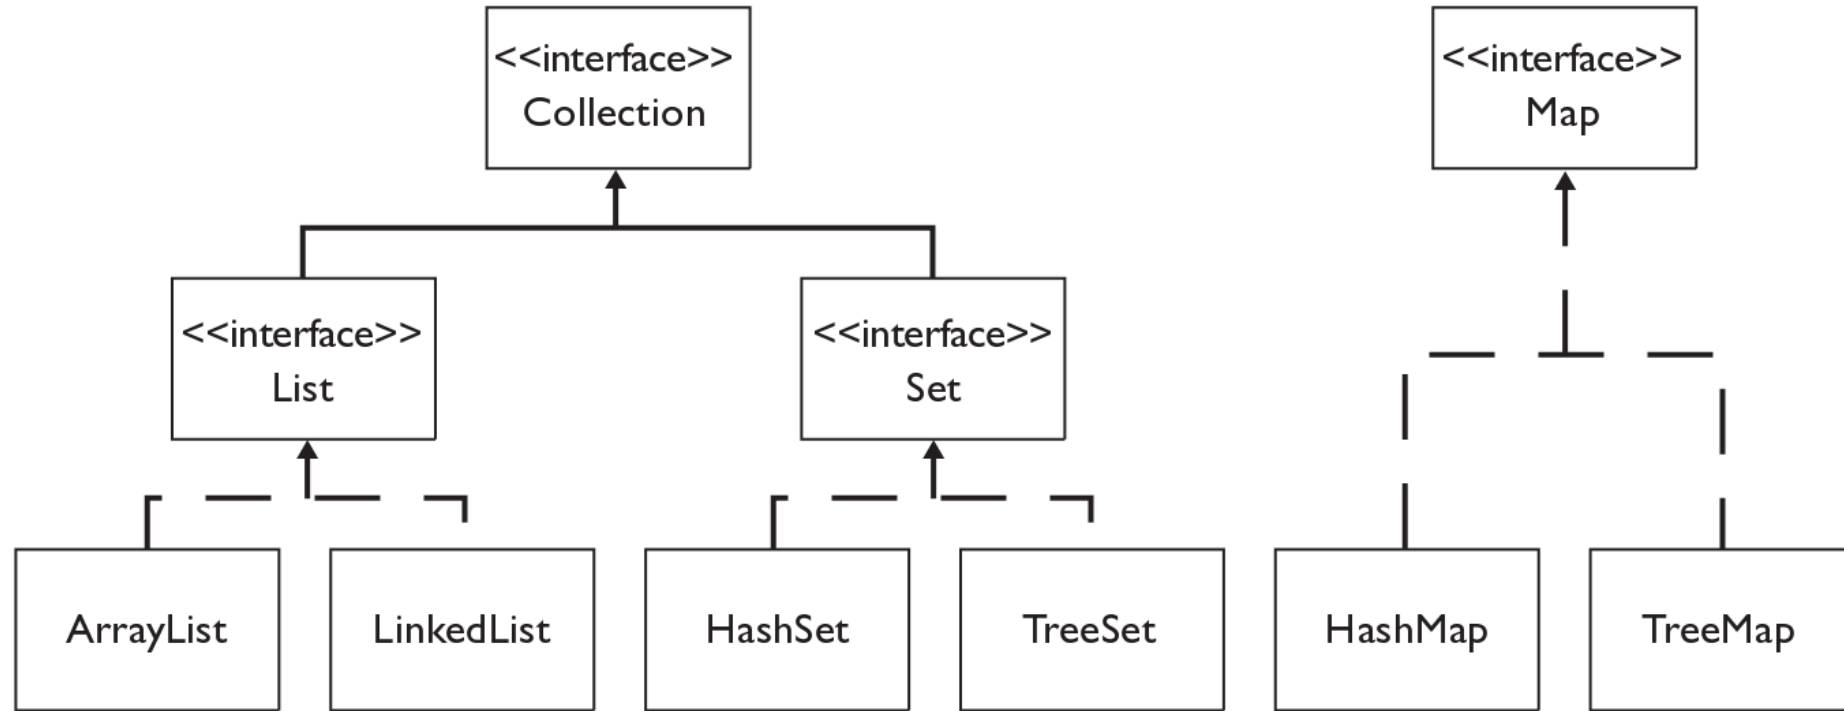 <<interface>>
Collection
<<interface>>
Map
<<interface>>
List
<<interface>>
Set
ArrayList
LinkedList
HashSet
TreeSet
HashMap
TreeMap